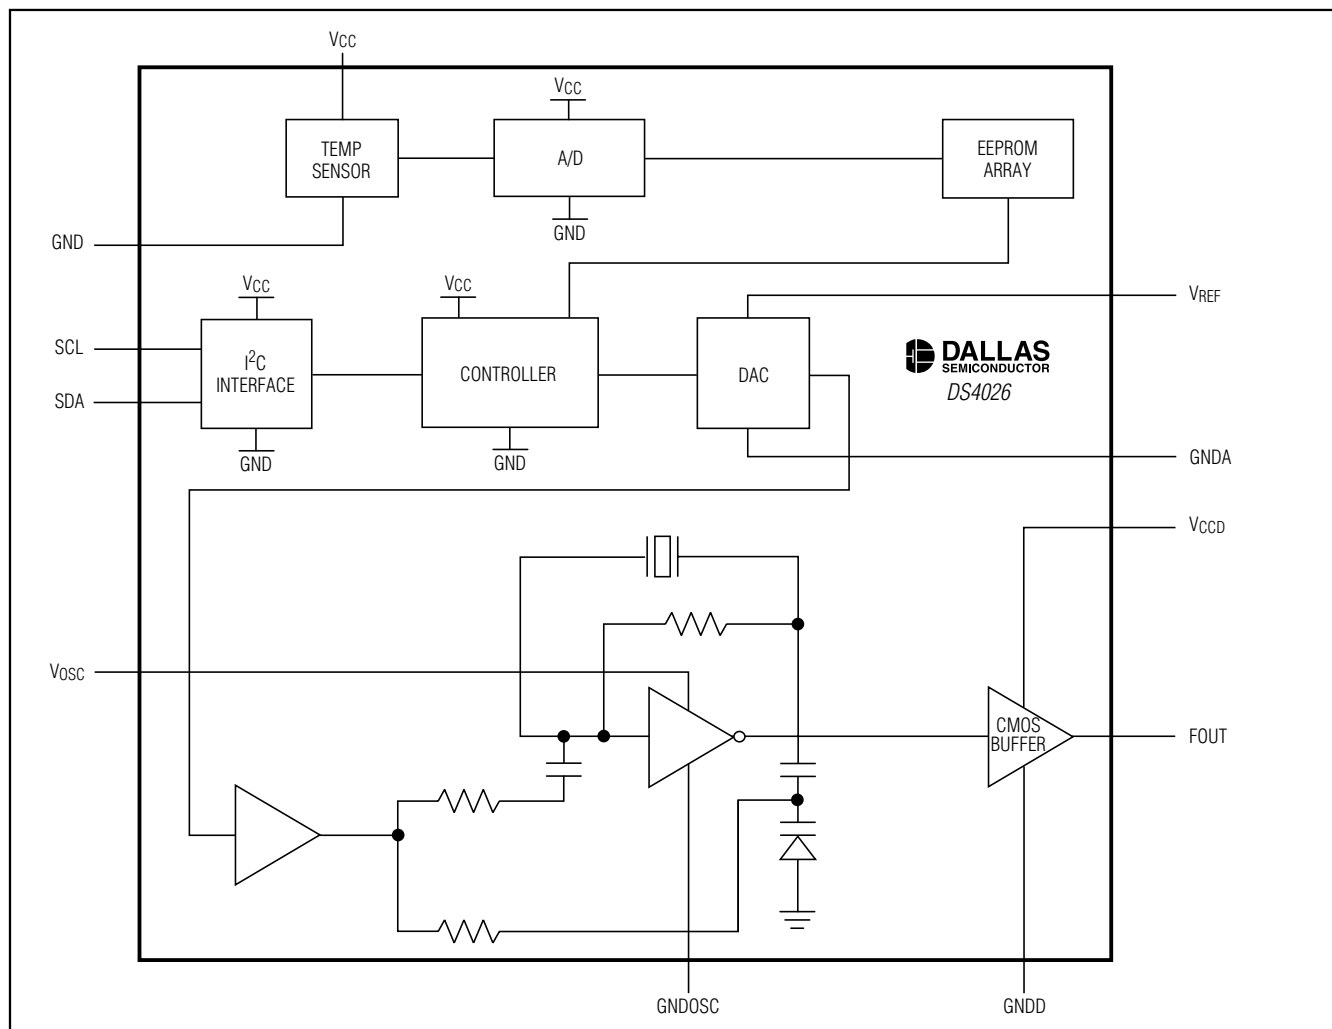 VCC
VCC
TEMP
SENSOR
A/D
EEPROM
ARRAY
GND
GND
VCC
VCC
VREF
SCL
I²C
INTERFACE
CONTROLLER
DAC
DALLAS
SEMICONDUCTOR
DS4026
SDA
GND
GND
GNDA
VCCD
VOSC
CMOS
BUFFER
FOUT
GNDOSC
GNDD